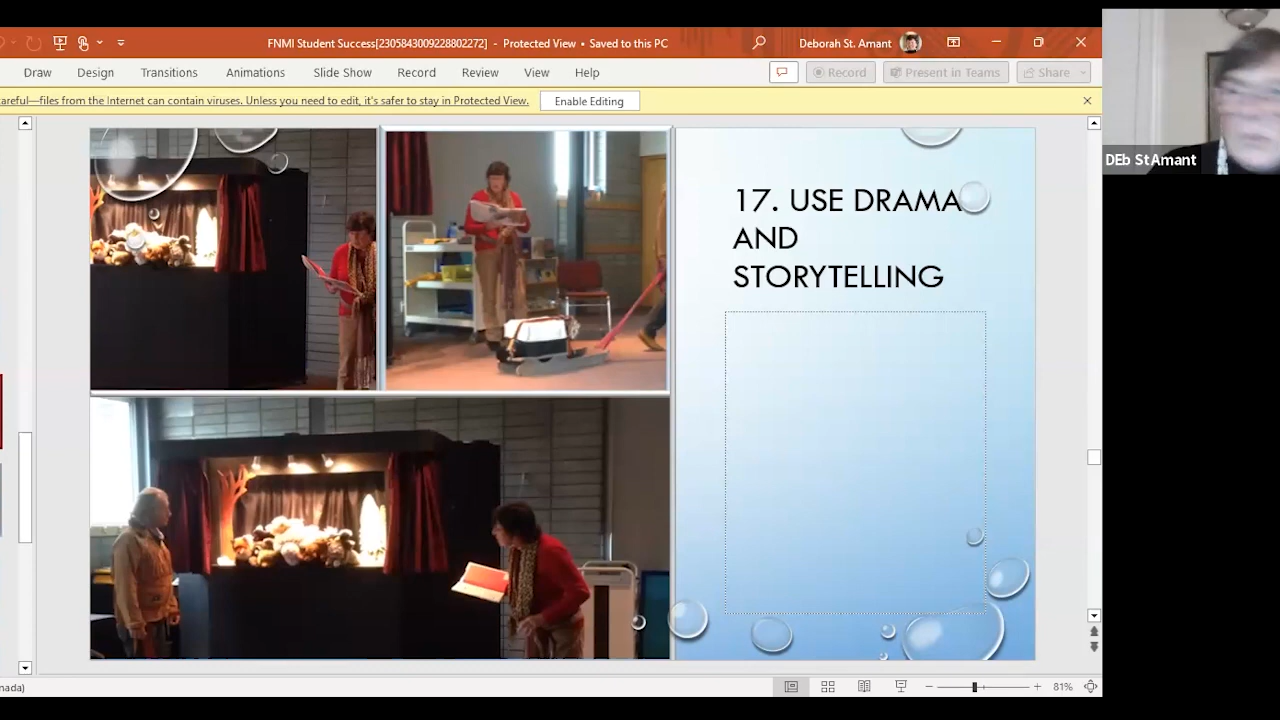 FNMI Student Success[2305843009228802272] - Protected View • Saved to this PC
Deborah St. Amant
Draw Design Transitions Animations Slide Show Record Review View Help
Record Present in Teams Share
areful—files from the Internet can contain viruses. Unless you need to edit, it's safer to stay in Protected View. Enable Editing
DEb StAmant
17. USE DRAMA
AND
STORYTELLING
nada)
81%